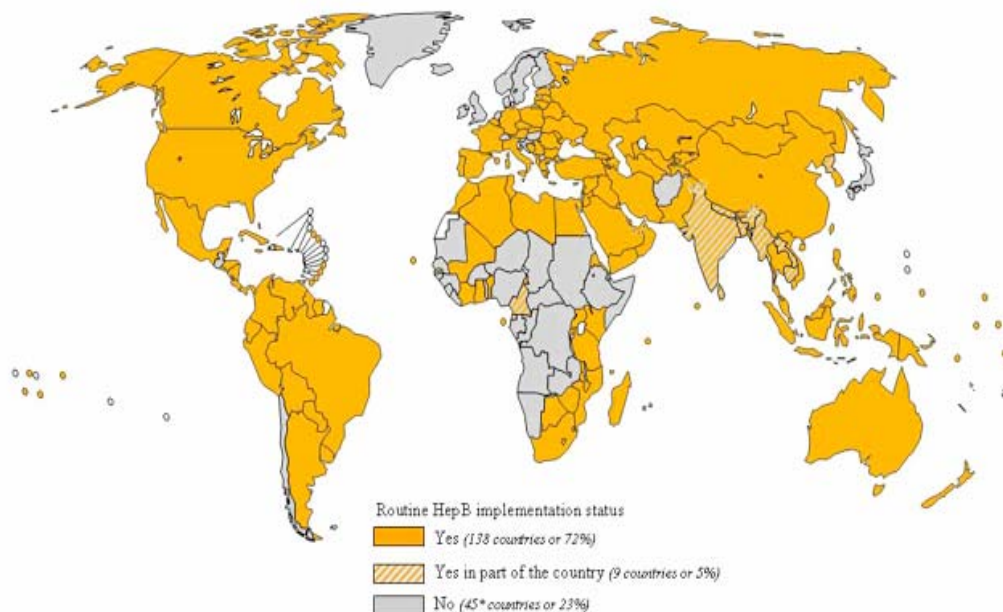 Routine HepB implementation status
Yes (138 countries or 72%)
Yes in part of the country (9 countries or 5%)
No (45* countries or 23%)